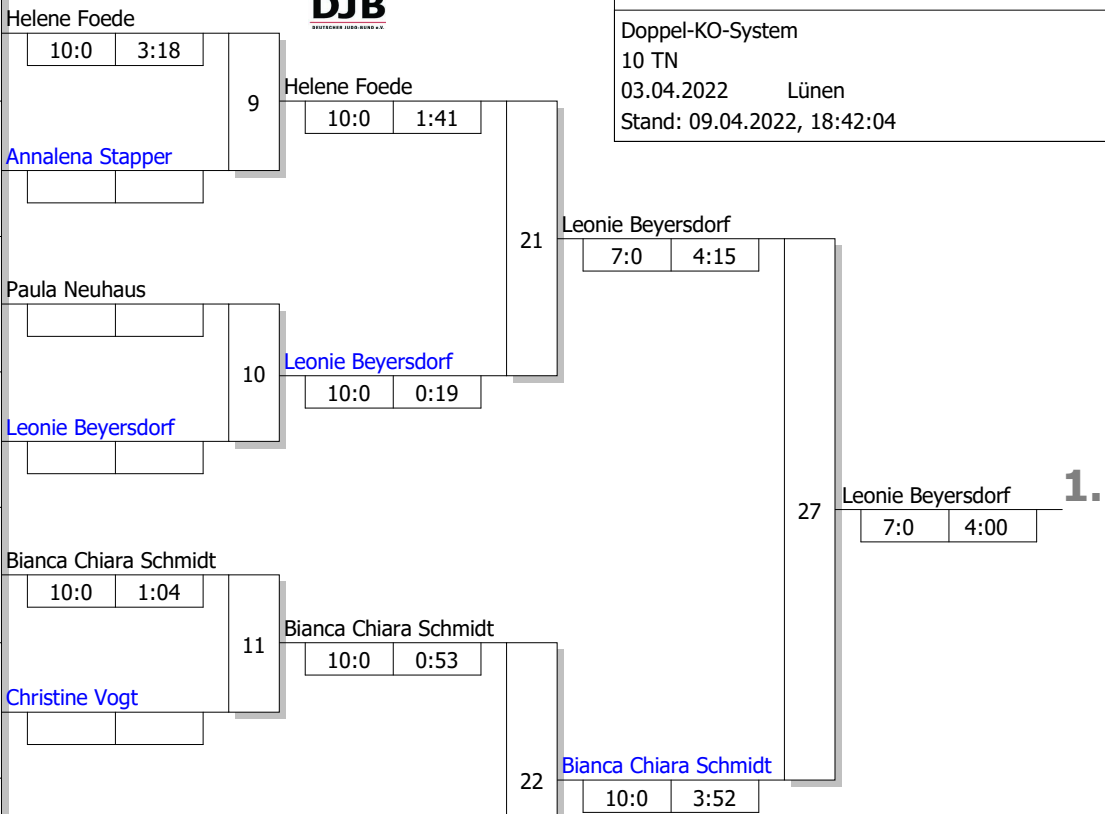 DJB
DEUTSCHER JUDO-BUND e.V.
Doppel-KO-System
10 TN
03.04.2022 Lünen
Stand: 09.04.2022, 18:42:04
Helene Foede
10:0 3:18
9
Helene Foede
10:0 1:41
Annalena Stapper
21
Leonie Beyersdorf
7:0 4:15
Paula Neuhaus
10
Leonie Beyersdorf
10:0 0:19
Leonie Beyersdorf
27
Leonie Beyersdorf 1.
7:0 4:00
Bianca Chiara Schmidt
10:0 1:04
11
Bianca Chiara Schmidt
10:0 0:53
Christine Vogt
22
Bianca Chiara Schmidt
10:0 3:52